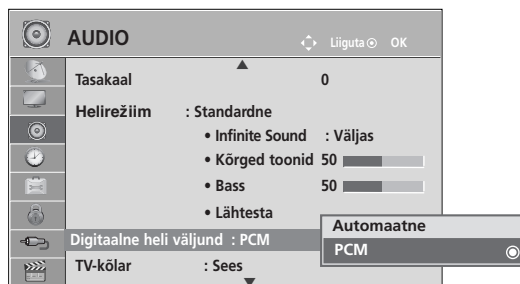 AUDIO
Liiguta OK
Tasakaal 0
Helirežiim : Standardne
• Infinite Sound : Väljas
• Kõrged toonid 50
• Bass 50
• Lähtesta
Digitaalne heli väljund : PCM
Automaatne
PCM
TV-kõlar : Sees